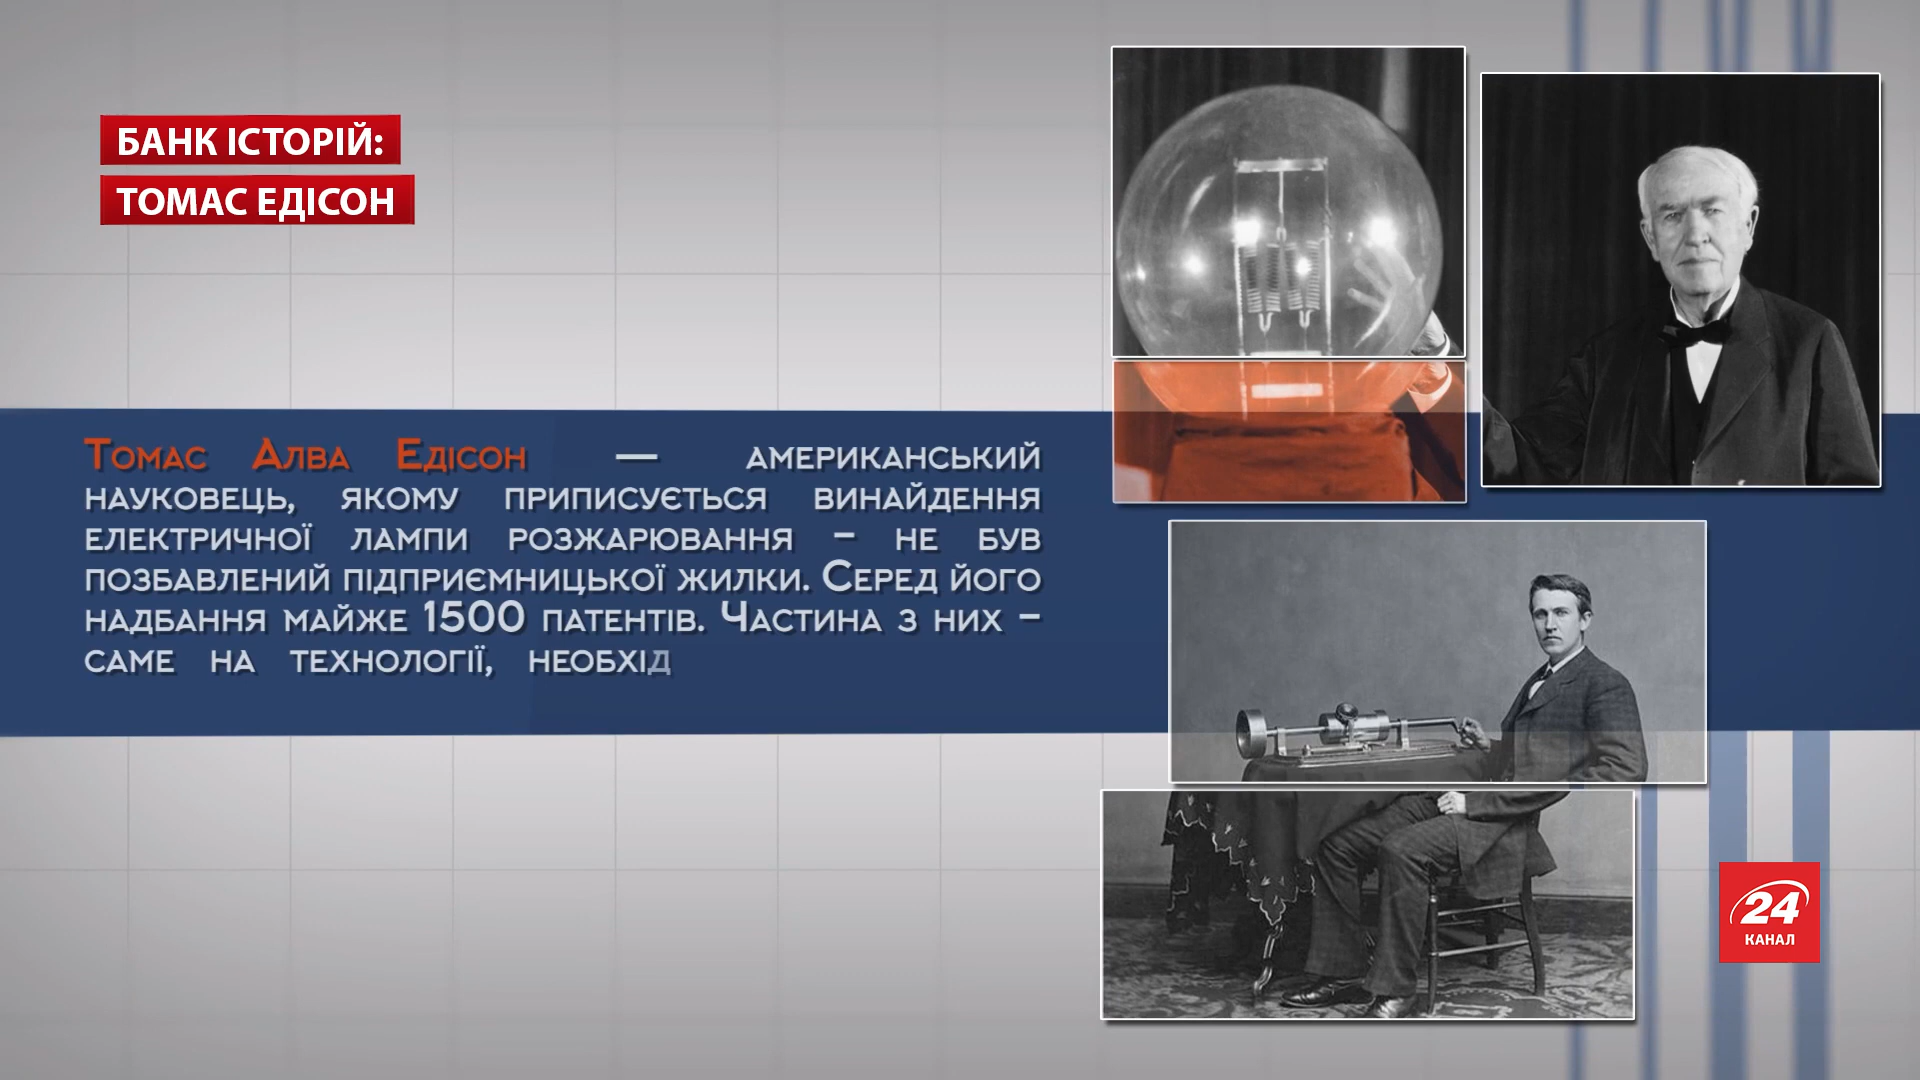 БАНК ІСТОРІЙ:
ТОМАС ЕДІСОН
Томас Алва Едісон — американський
науковець, якому приписується винайдення
електричної лампи розжарювання – не був
позбавлений підприємницької жилки. Серед його
надбання майже 1500 патентів. Частина з них –
саме на технології, необхід
24
КАНАЛ